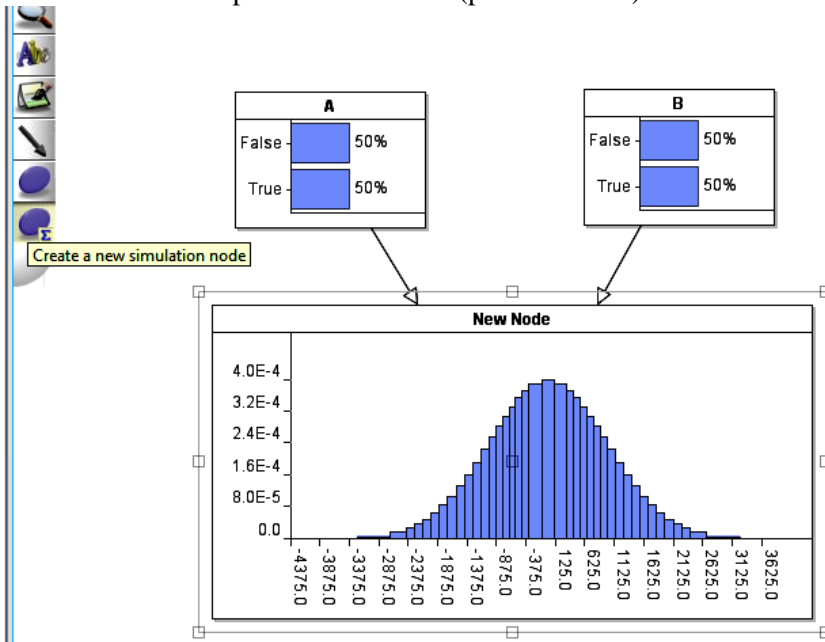 Abc
A
False
50%
True
50%
B
False
50%
True
50%
Σ
Create a new simulation node
New Node
4.0E-4
3.2E-4
2.4E-4
1.6E-4
8.0E-5
0.0
-4375.0
-3875.0
-3375.0
-2875.0
-2375.0
-1875.0
-1375.0
-875.0
-375.0
125.0
625.0
1125.0
1625.0
2125.0
2625.0
3125.0
3625.0